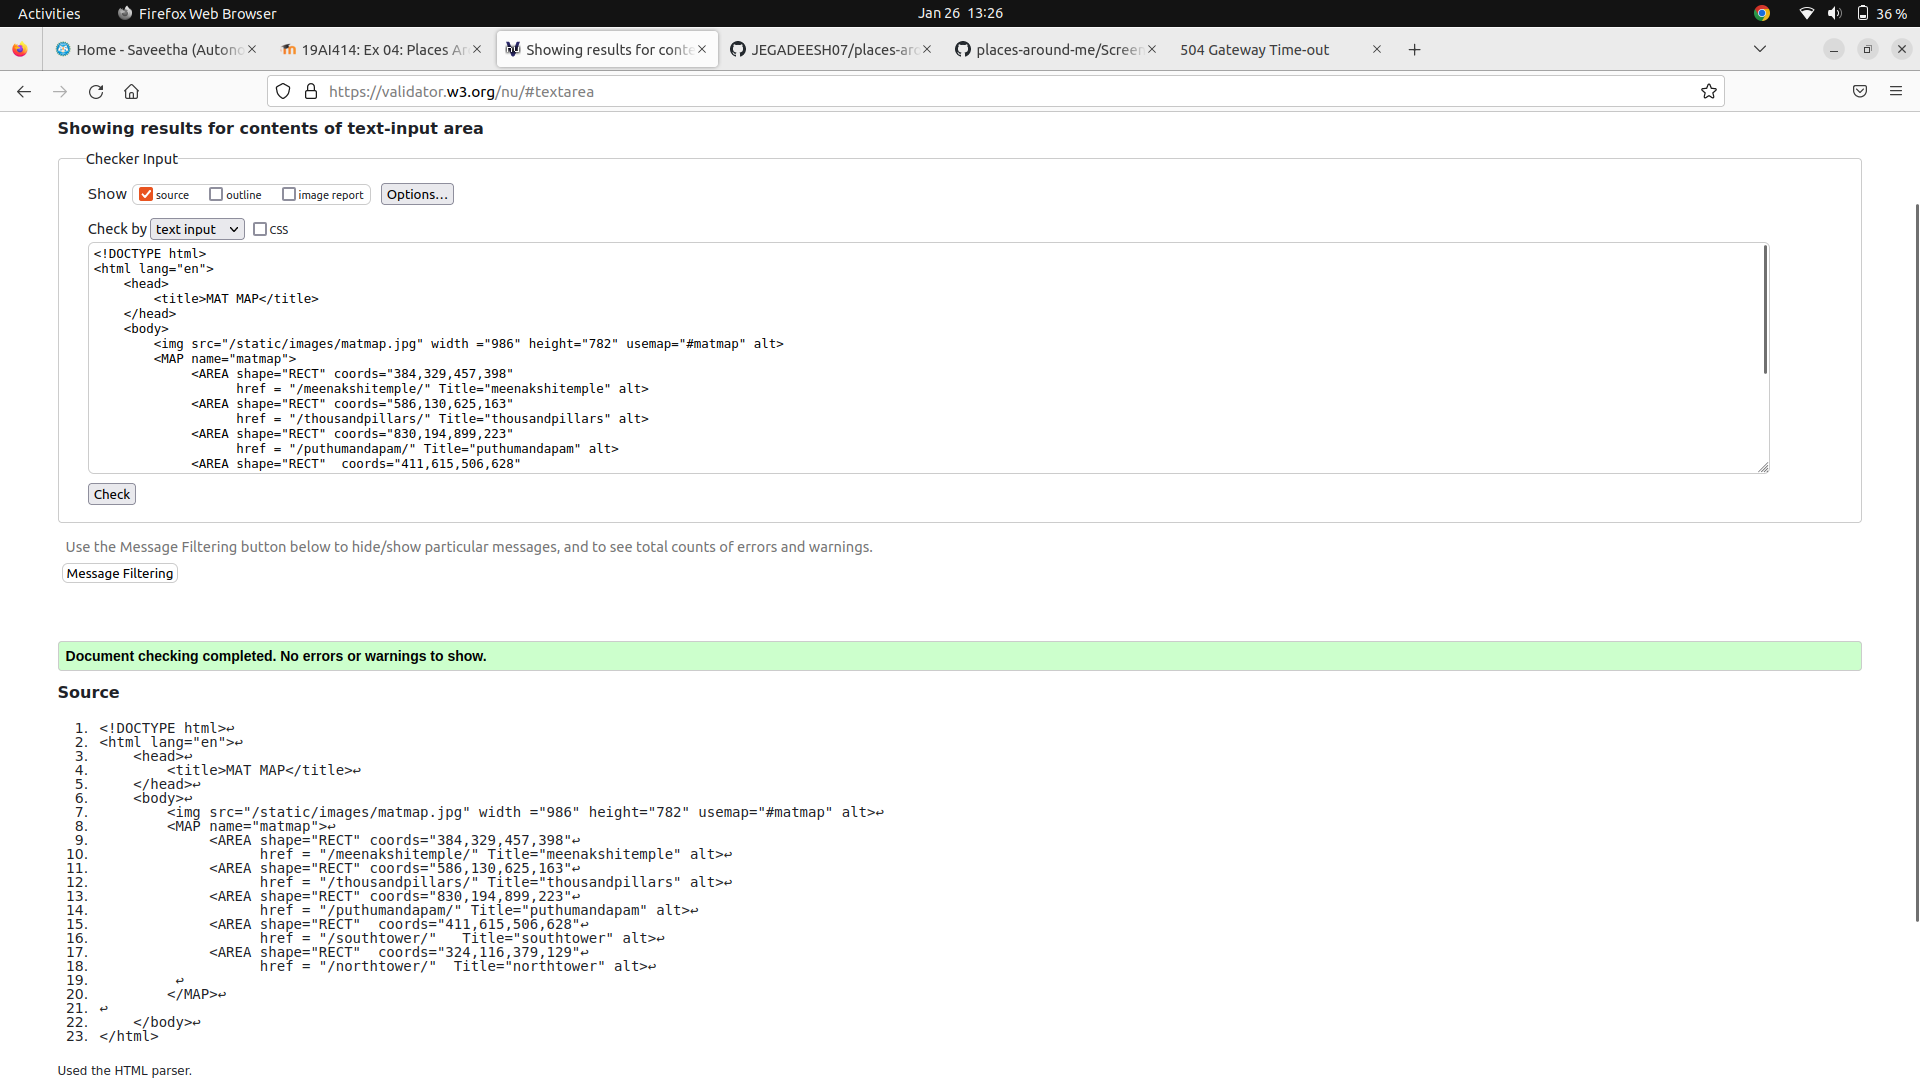 Activities Firefox Web Browser Jan 26 13:26 36 %
Home - Saveetha (Autono 19AI414: Ex 04: Places Ar Showing results for conte JEGADEESH07/places-aro places-around-me/Screen 504 Gateway Time-out
https://validator.w3.org/nu/#textarea
Showing results for contents of text-input area
Checker Input
Show source outline image report Options...
Check by text input css
<!DOCTYPE html>
<html lang="en">
    <head>
        <title>MAT MAP</title>
    </head>
    <body>
        <img src="/static/images/matmap.jpg" width ="986" height="782" usemap="#matmap" alt>
        <MAP name="matmap">
             <AREA shape="RECT" coords="384,329,457,398"
                   href = "/meenakshitemple/" Title="meenakshitemple" alt>
             <AREA shape="RECT" coords="586,130,625,163"
                   href = "/thousandpillars/" Title="thousandpillars" alt>
             <AREA shape="RECT" coords="830,194,899,223"
                   href = "/puthumandapam/" Title="puthumandapam" alt>
             <AREA shape="RECT"  coords="411,615,506,628"
Check
Use the Message Filtering button below to hide/show particular messages, and to see total counts of errors and warnings.
Message Filtering
Document checking completed. No errors or warnings to show.
Source
1. <!DOCTYPE html>↩
2. <html lang="en">↩
3.     <head>↩
4.         <title>MAT MAP</title>↩
5.     </head>↩
6.     <body>↩
7.         <img src="/static/images/matmap.jpg" width ="986" height="782" usemap="#matmap" alt>↩
8.         <MAP name="matmap">↩
9.              <AREA shape="RECT" coords="384,329,457,398"↩
10.                    href = "/meenakshitemple/" Title="meenakshitemple" alt>↩
11.              <AREA shape="RECT" coords="586,130,625,163"↩
12.                    href = "/thousandpillars/" Title="thousandpillars" alt>↩
13.              <AREA shape="RECT" coords="830,194,899,223"↩
14.                    href = "/puthumandapam/" Title="puthumandapam" alt>↩
15.              <AREA shape="RECT"  coords="411,615,506,628"↩
16.                    href = "/southtower/"   Title="southtower" alt>↩
17.              <AREA shape="RECT"  coords="324,116,379,129"↩
18.                    href = "/northtower/"  Title="northtower" alt>↩
19.          ↩
20.         </MAP>↩
21. ↩
22.     </body>↩
23. </html>
Used the HTML parser.